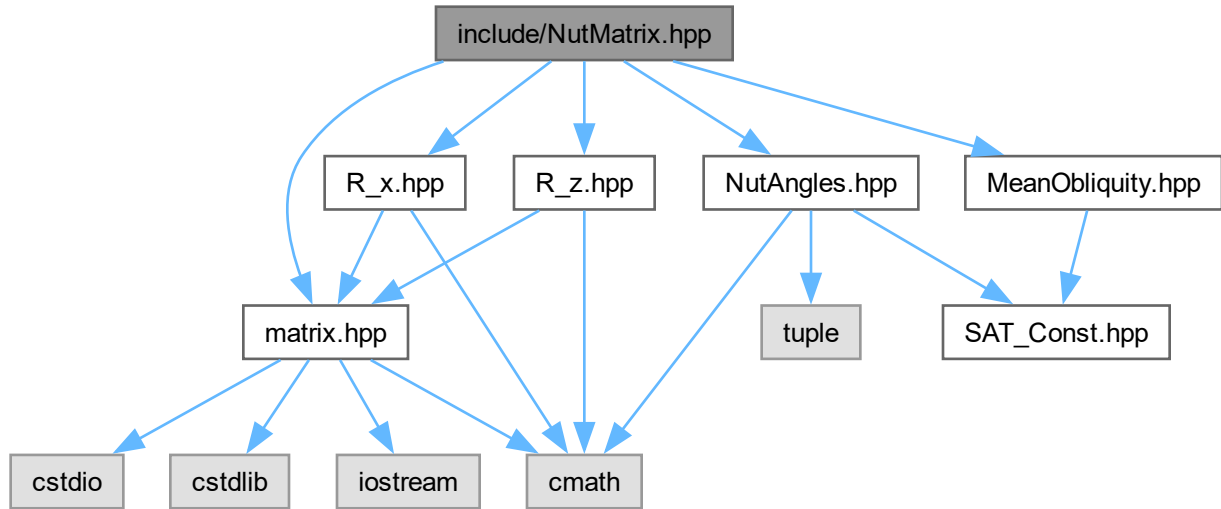 include/NutMatrix.hpp
R_x.hpp
R_z.hpp
NutAngles.hpp
MeanObliquity.hpp
matrix.hpp
tuple
SAT_Const.hpp
cstdio
cstdlib
iostream
cmath